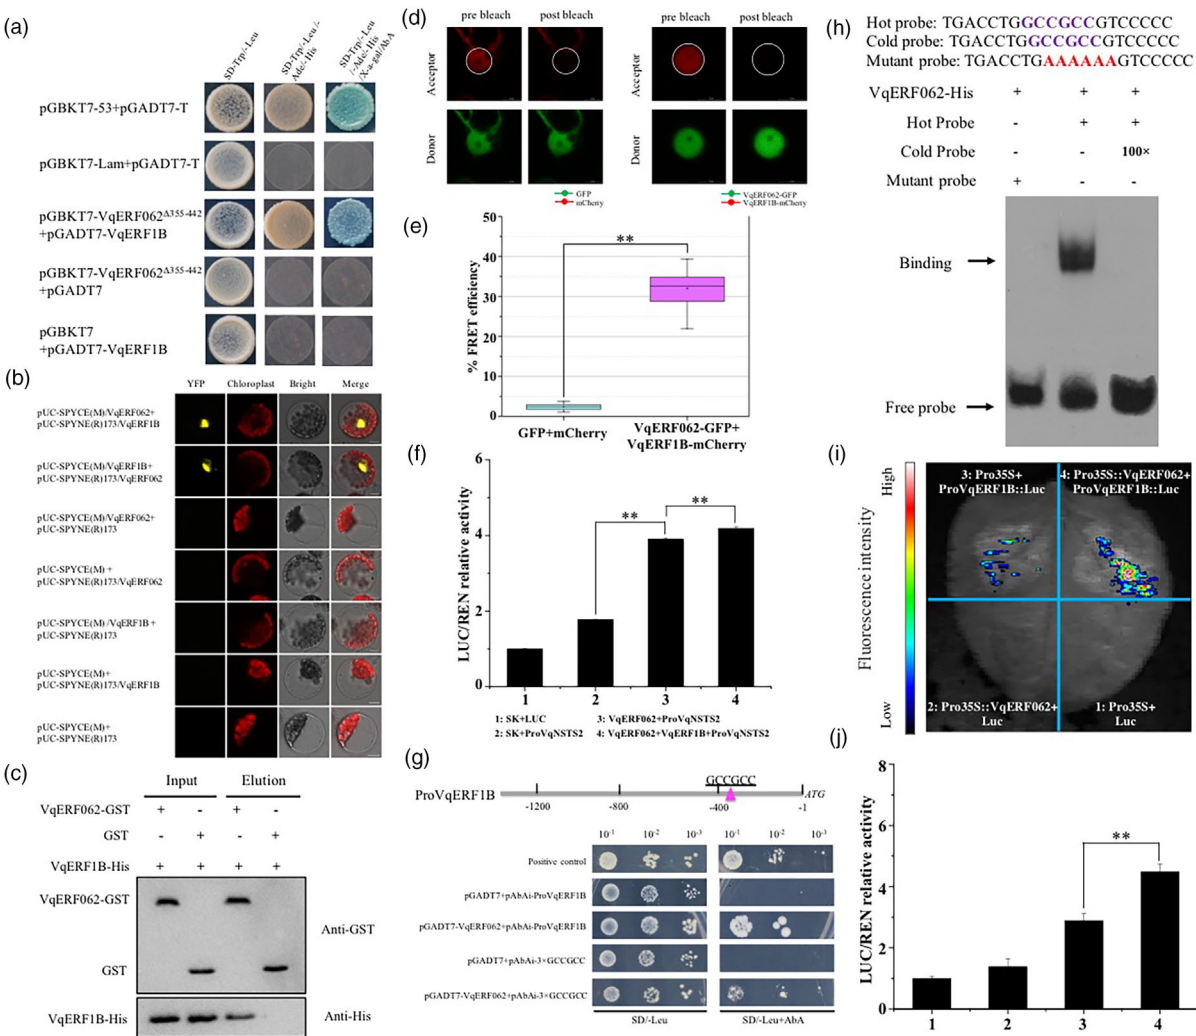 (a)
SD-Trp/-Leu
SD-Trp/-Leu /-
Ade/- His
SD-Trp/-Leu
/-Ade/- His
/X-a-gal/AbA
pGBKT7-53+pGADT7-T
pGBKT7-Lam+pGADT7-T
pGBKT7-VqERF062Δ355-442
+pGADT7-VqERF1B
pGBKT7-VqERF062Δ355-442
+pGADT7
pGBKT7
+pGADT7-VqERF1B
(b)
YFP Chloroplast Bright Merge
pUC-SPYCE(M)/VqERF062+
pUC-SPYNE(R)173/VqERF1B
pUC-SPYCE(M)/VqERF1B+
pUC-SPYNE(R)173/VqERF062
pUC-SPYCE(M)/VqERF062+
pUC-SPYNE(R)173
pUC-SPYCE(M) +
pUC-SPYNE(R)173/VqERF062
pUC-SPYCE(M) /VqERF1B +
pUC-SPYNE(R)173
pUC-SPYCE(M)+
pUC-SPYNE(R)173/VqERF1B
pUC-SPYCE(M)+
pUC-SPYNE(R)173
(c)
Input Elution
VqERF062-GST + - + -
GST - + - +
VqERF1B-His + + + +
VqERF062-GST
Anti-GST
GST
VqERF1B-His
Anti-His
(d)
pre bleach post bleach pre bleach post bleach
Acceptor Acceptor
Donor Donor
GFP VqERF062-GFP
mCherry VqERF1B-mCherry
(e)
% FRET efficiency
50
40
30
20
10
0
**
GFP+mCherry VqERF062-GFP+
VqERF1B-mCherry
(f)
LUC/REN relative activity
6
4
2
0
** **
1 2 3 4
1: SK+LUC 3: VqERF062+ProVqNSTS2
2: SK+ProVqNSTS2 4: VqERF062+VqERF1B+ProVqNSTS2
(g)
GCCGCC
ProVqERF1B
ATG
-1200 -800 -400 -1
10-1 10-2 10-3 10-1 10-2 10-3
Positive control
pGADT7+pAbAi-ProVqERF1B
pGADT7-VqERF062+pAbAi-ProVqERF1B
pGADT7+pAbAi-3×GCCGCC
pGADT7-VqERF062+pAbAi-3×GCCGCC
SD/-Leu SD/-Leu+AbA
(h)
Hot probe: TGACCTGGCCGCCGTCCCCC
Cold probe: TGACCTGGCCGCCGTCCCCC
Mutant probe: TGACCTGAAAAAAGTCCCCC
VqERF062-His + + +
Hot Probe - + +
Cold Probe - - 100×
Mutant probe + - -
Binding
Free probe
(i)
Fluorescence intensity
High
Low
3: Pro35S+
ProVqERF1B::Luc
4: Pro35S::VqERF062+
ProVqERF1B::Luc
2: Pro35S::VqERF062+
Luc
1: Pro35S+
Luc
(j)
LUC/REN relative activity
8
6
4
2
0
**
1 2 3 4